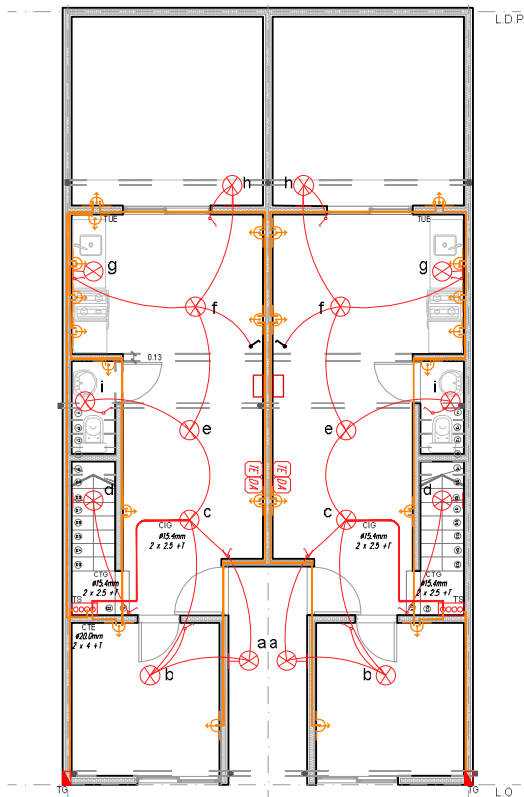 L.D.P
h h
TUE TUE
g g
f f
0.13
i i
e e
d d
TE DA TE DA
c c
CIG CIG
ø15.4mm ø15.4mm
2 x 2.5 +T 2 x 2.5 +T
CTG CTG
ø15.4mm ø15.4mm
2 x 2.5 +T 2 x 2.5 +T
TS TS
CTE
ø20.0mm
2 x 4 +T
a a
b b
TG TG
L.O